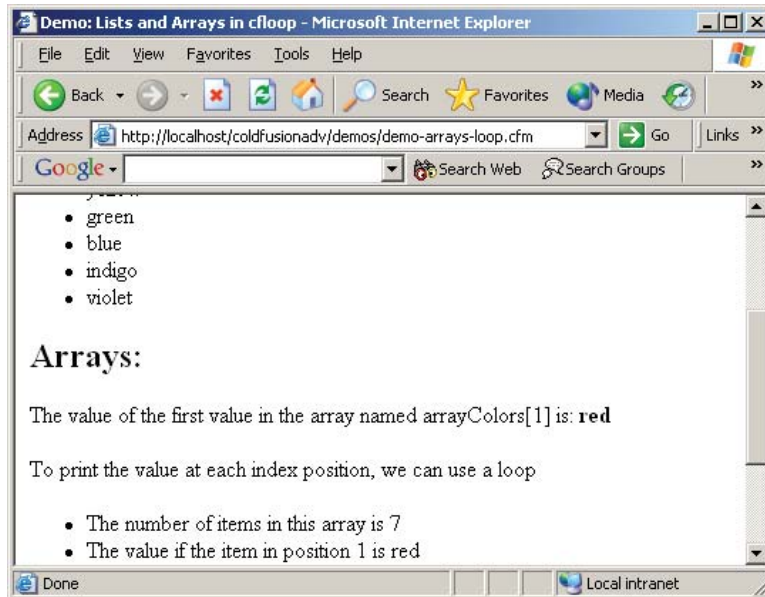 Demo: Lists and Arrays in cfloop - Microsoft Internet Explorer
File Edit View Favorites Tools Help
Back Search Favorites Media »
Address http://localhost/coldfusionadv/demos/demo-arrays-loop.cfm Go Links »
Google Search Web Search Groups »
yellow
• green
• blue
• indigo
• violet
Arrays:
The value of the first value in the array named arrayColors[1] is: red
To print the value at each index position, we can use a loop
• The number of items in this array is 7
• The value if the item in position 1 is red
Done Local intranet